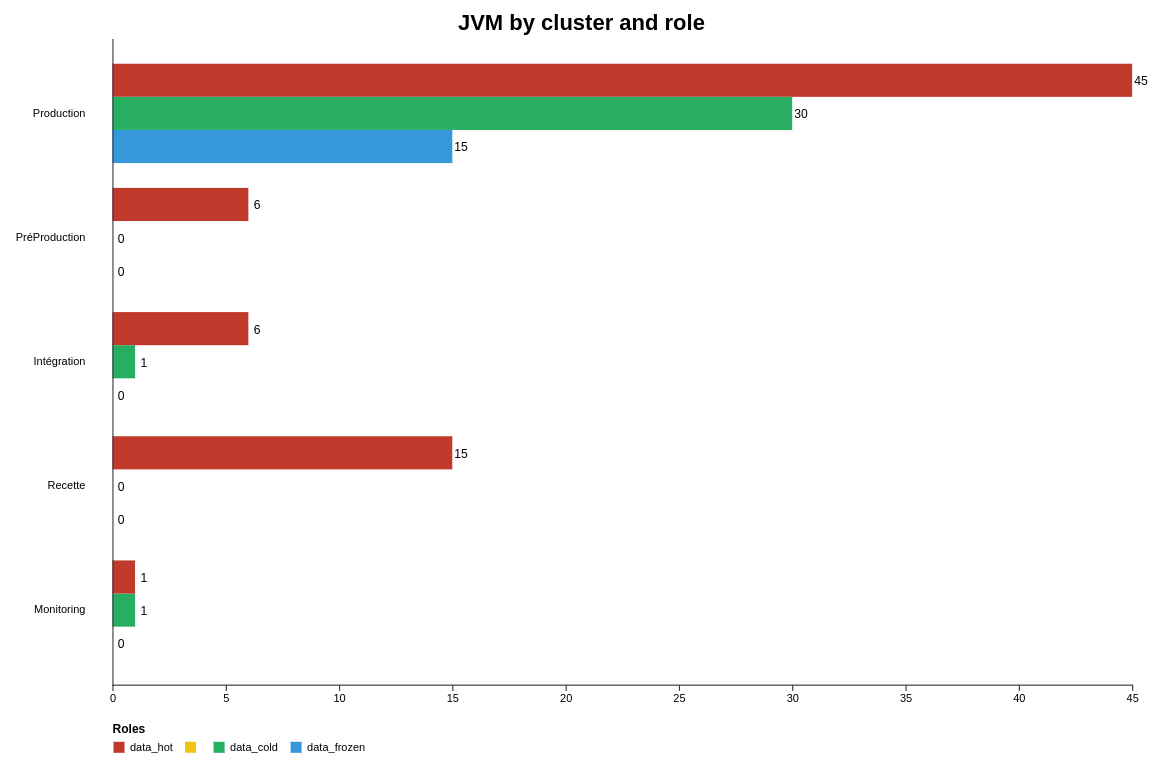 JVM by cluster and role
45
Production 30
15
6
PréProduction 0
0
6
Intégration 1
0
15
Recette 0
0
1
Monitoring 1
0
0 5 10 15 20 25 30 35 40 45
Roles
data_hot data_cold data_frozen